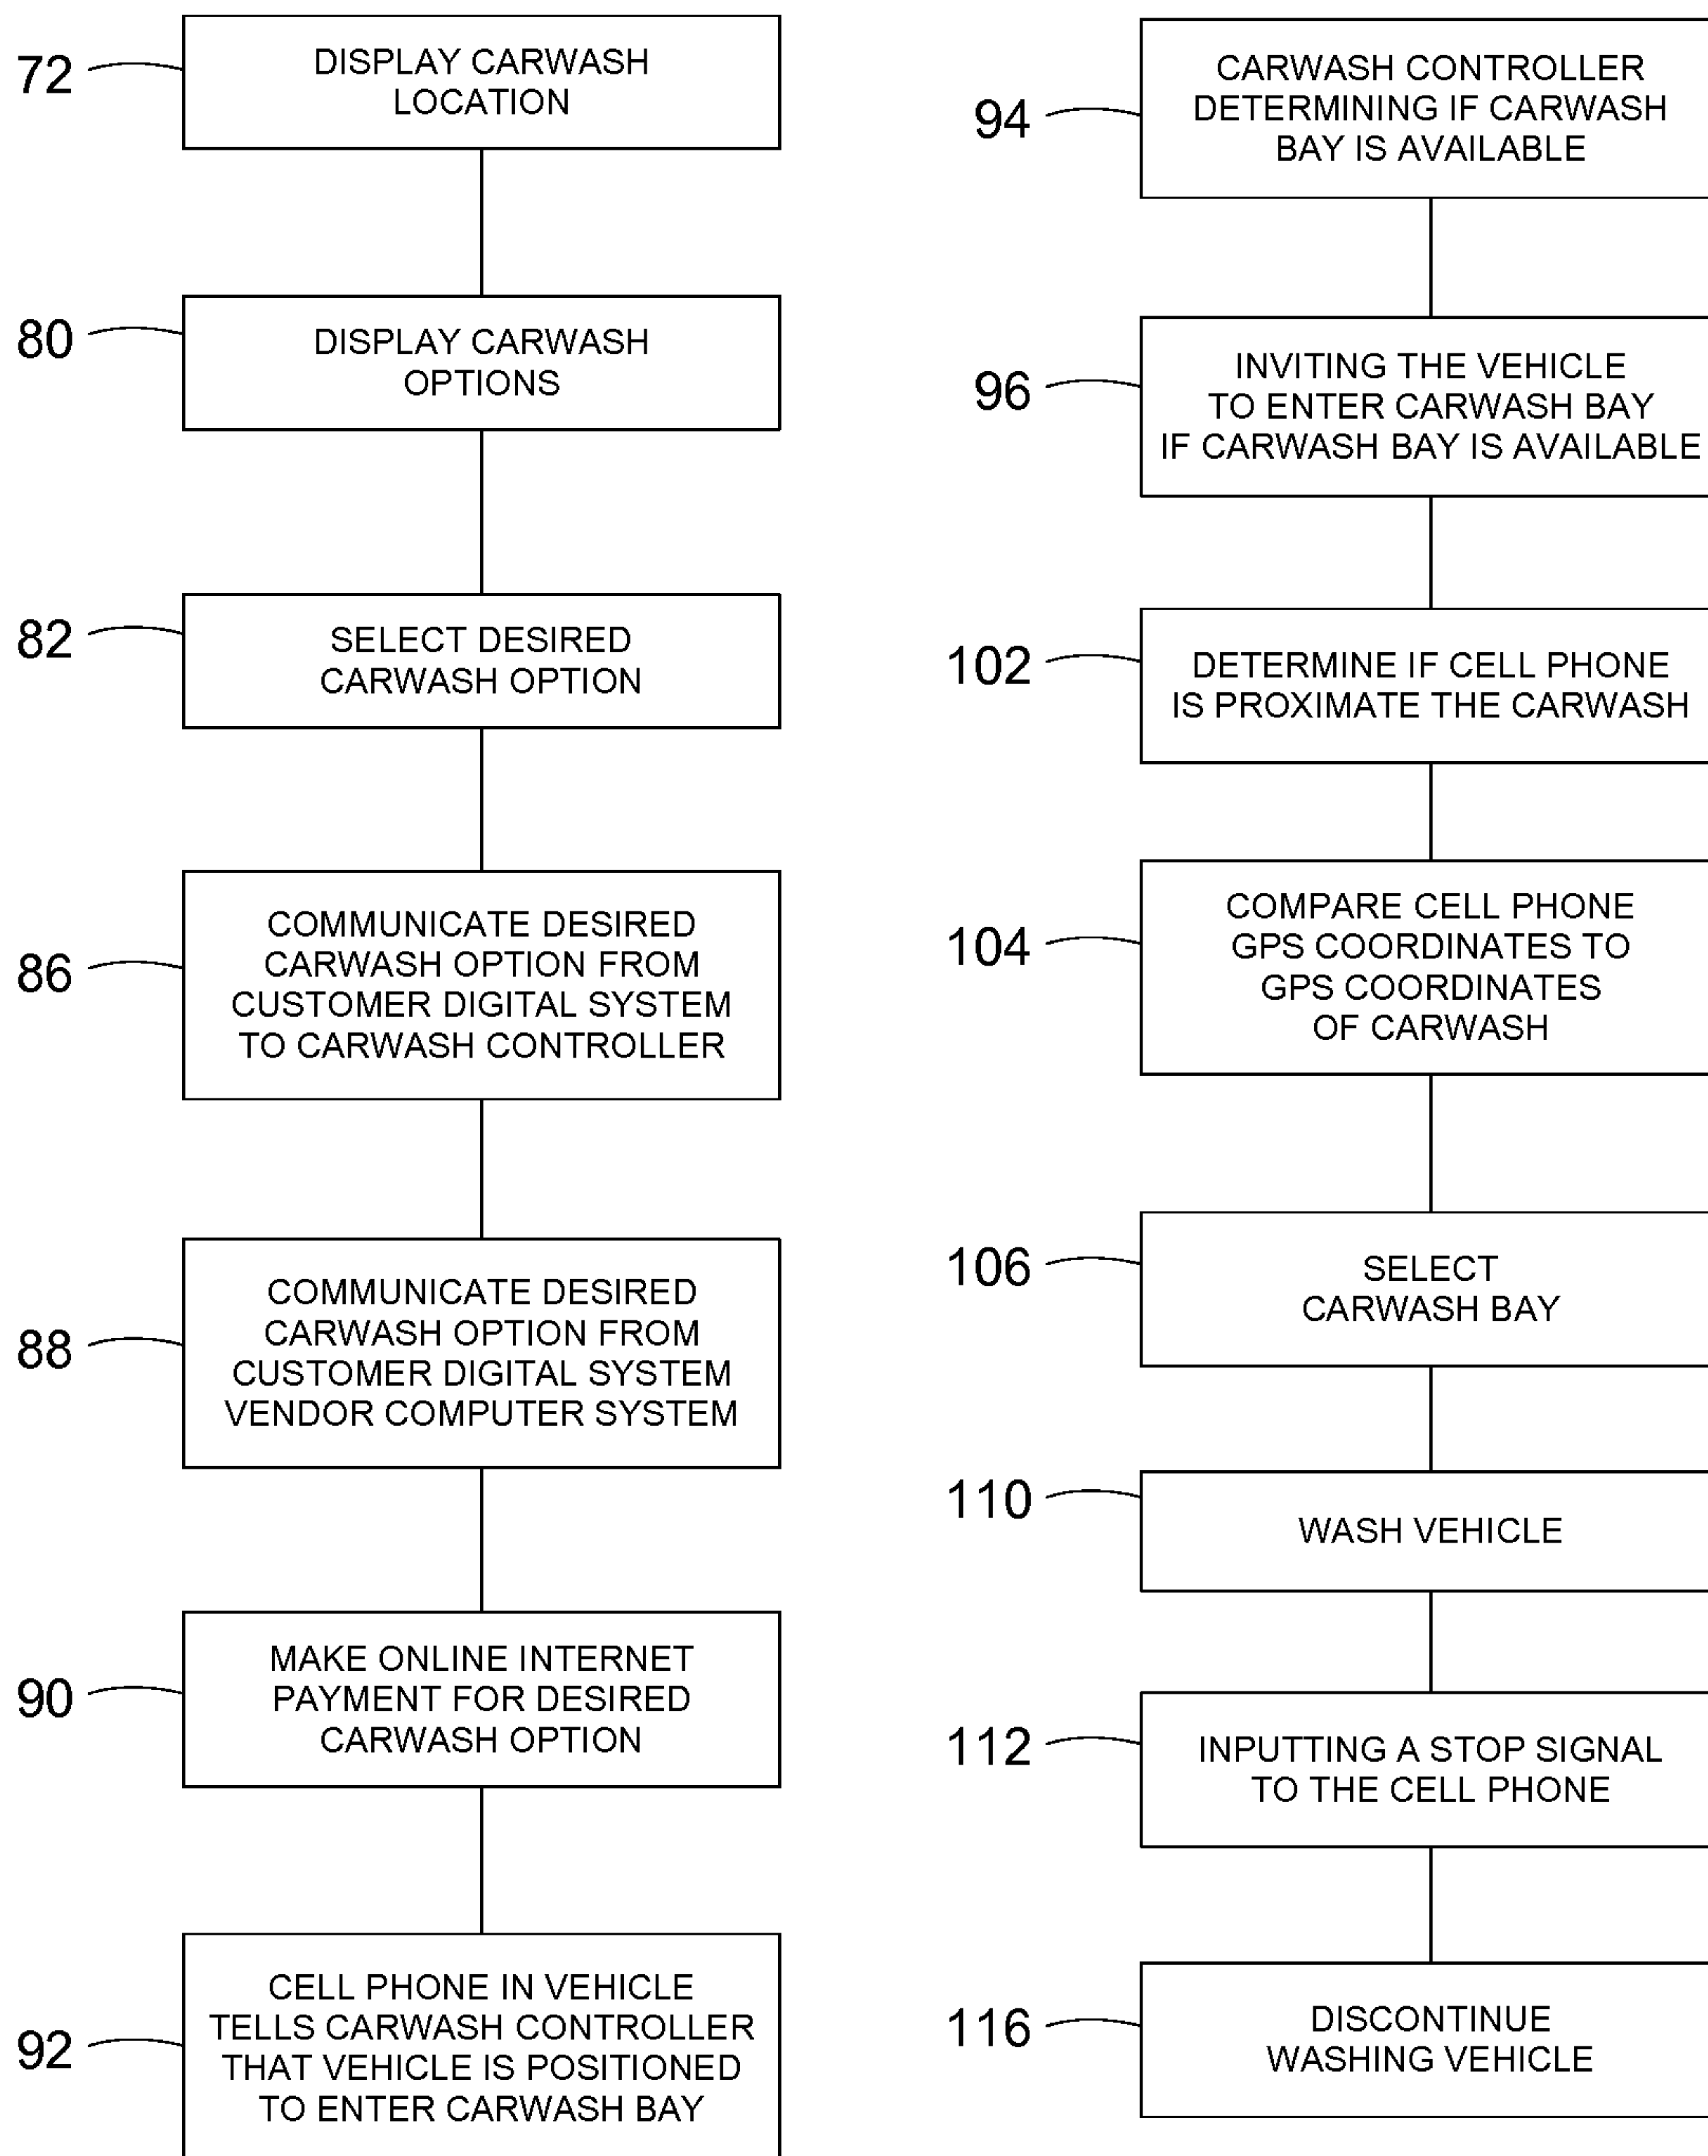 72
DISPLAY CARWASH
LOCATION
80
DISPLAY CARWASH
OPTIONS
82
SELECT DESIRED
CARWASH OPTION
86
COMMUNICATE DESIRED
CARWASH OPTION FROM
CUSTOMER DIGITAL SYSTEM
TO CARWASH CONTROLLER
88
COMMUNICATE DESIRED
CARWASH OPTION FROM
CUSTOMER DIGITAL SYSTEM
VENDOR COMPUTER SYSTEM
90
MAKE ONLINE INTERNET
PAYMENT FOR DESIRED
CARWASH OPTION
92
CELL PHONE IN VEHICLE
TELLS CARWASH CONTROLLER
THAT VEHICLE IS POSITIONED
TO ENTER CARWASH BAY
94
CARWASH CONTROLLER
DETERMINING IF CARWASH
BAY IS AVAILABLE
96
INVITING THE VEHICLE
TO ENTER CARWASH BAY
IF CARWASH BAY IS AVAILABLE
102
DETERMINE IF CELL PHONE
IS PROXIMATE THE CARWASH
104
COMPARE CELL PHONE
GPS COORDINATES TO
GPS COORDINATES
OF CARWASH
106
SELECT
CARWASH BAY
110
WASH VEHICLE
112
INPUTTING A STOP SIGNAL
TO THE CELL PHONE
116
DISCONTINUE
WASHING VEHICLE